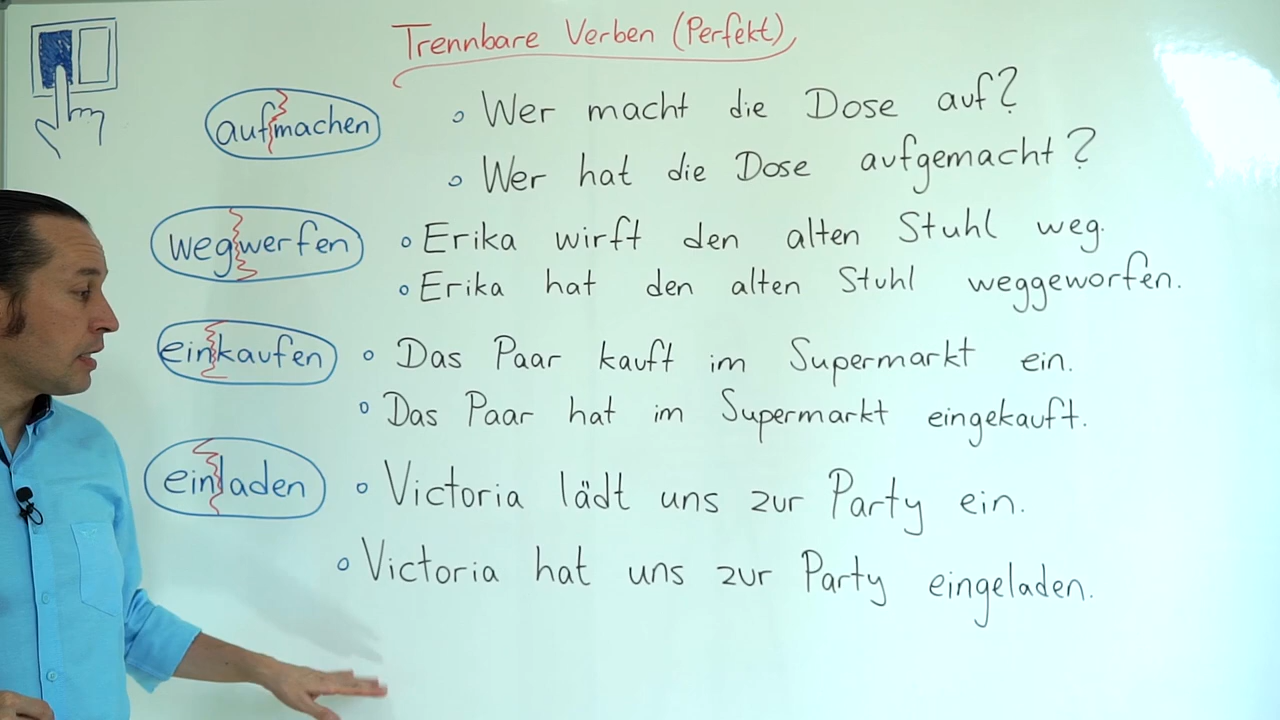 Trennbare Verben (Perfekt)
aufmachen
◦ Wer macht die Dose auf?
◦ Wer hat die Dose aufgemacht?
wegwerfen
◦ Erika wirft den alten Stuhl weg.
◦ Erika hat den alten Stuhl weggeworfen.
einkaufen
◦ Das Paar kauft im Supermarkt ein.
◦ Das Paar hat im Supermarkt eingekauft.
einladen
◦ Victoria lädt uns zur Party ein.
◦ Victoria hat uns zur Party eingeladen.